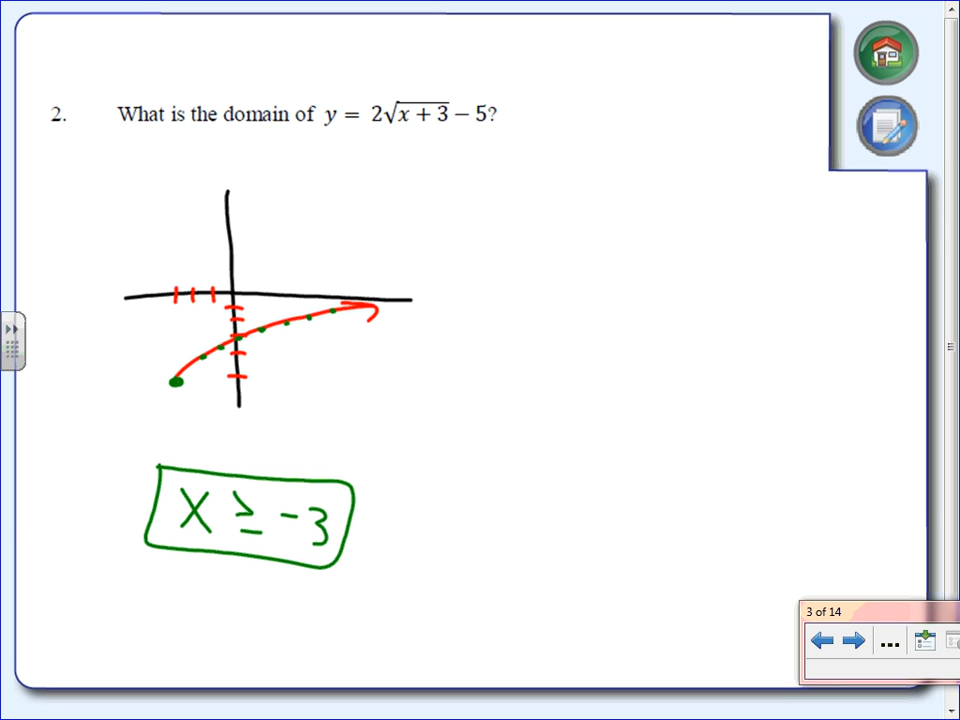 2. What is the domain of y = 2√x + 3 − 5?
x ≥ -3
3 of 14
...